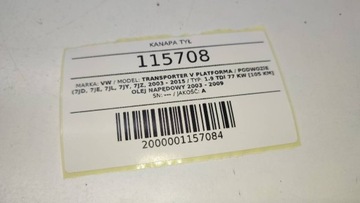 KANAPA TYŁ
115708
MARKA: VW / MODEL: TRANSPORTER V PLATFORMA / PODWOZIE
(7JD, 7JE, 7JL, 7JY, 7JZ, 2003 - 2015 / TYP: 1.9 TDI 77 KW [105 KM]
OLEJ NAPĘDOWY 2003 - 2009
SN: --- / JAKOŚĆ: A
2000001157084